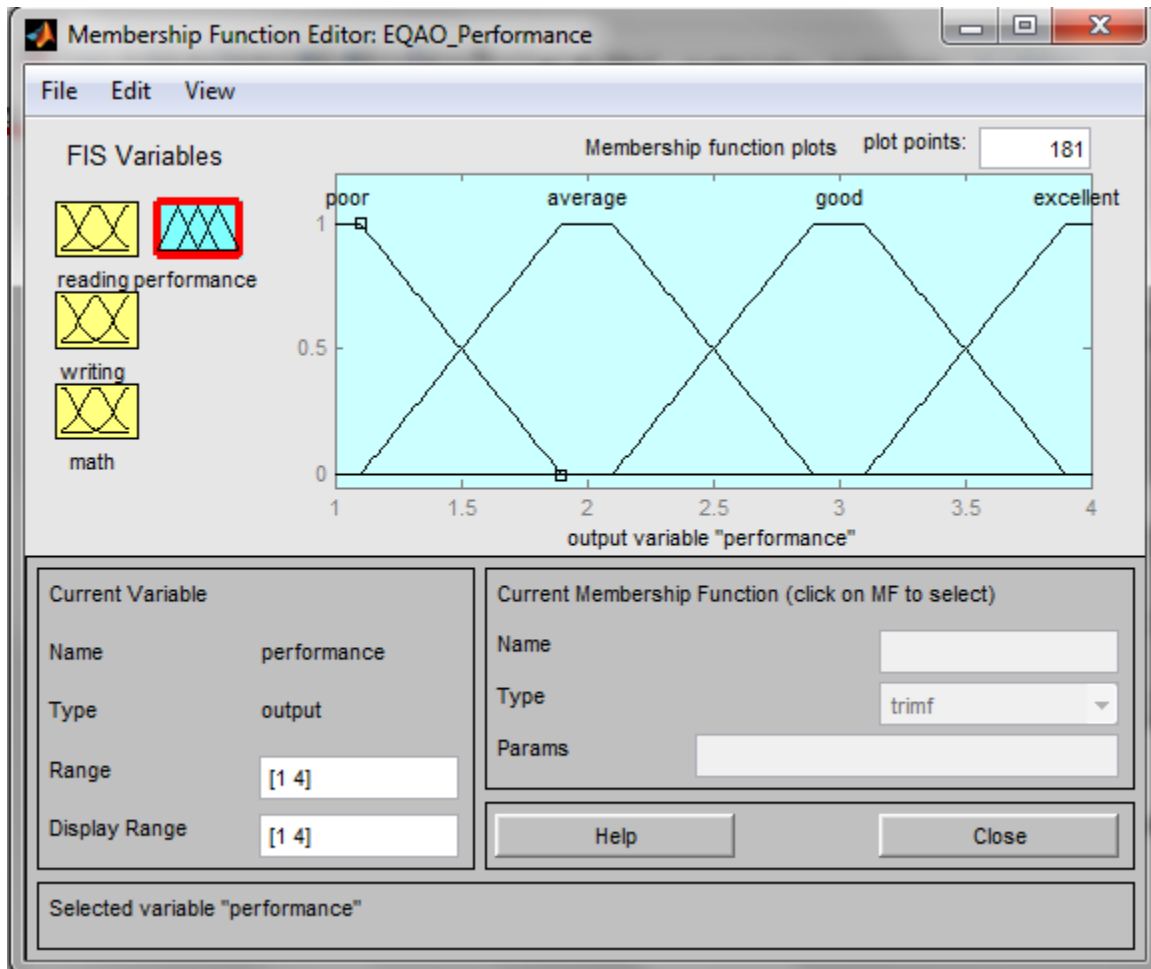 Membership Function Editor: EQAO_Performance
File Edit View
FIS Variables
Membership function plots plot points: 181
poor average good excellent
1
0.5
0
1 1.5 2 2.5 3 3.5 4
output variable "performance"
reading performance
writing
math
Current Variable
Name performance
Type output
Range [1 4]
Display Range [1 4]
Current Membership Function (click on MF to select)
Name
Type trimf
Params
Help Close
Selected variable "performance"